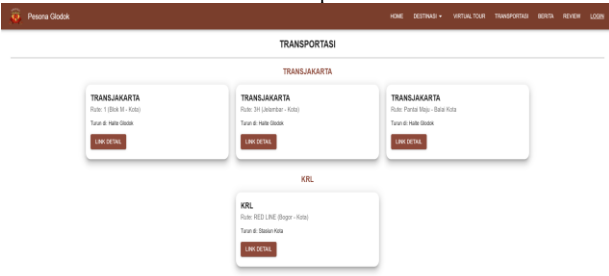 Pesona Glodok
HOME DESTINASI VIRTUAL TOUR TRANSPORTASI BERITA REVIEW LOGIN
TRANSPORTASI
TRANSJAKARTA
TRANSJAKARTA
Rute: 1 (Blok M - Kota)
Turun di: Halte Glodok
LINK DETAIL
TRANSJAKARTA
Rute: 3H (Jelambar - Kota)
Turun di: Halte Glodok
LINK DETAIL
TRANSJAKARTA
Rute: Pantai Maju - Balai Kota
Turun di: Halte Glodok
LINK DETAIL
KRL
KRL
Rute: RED LINE (Bogor - Kota)
Turun di: Stasiun Kota
LINK DETAIL